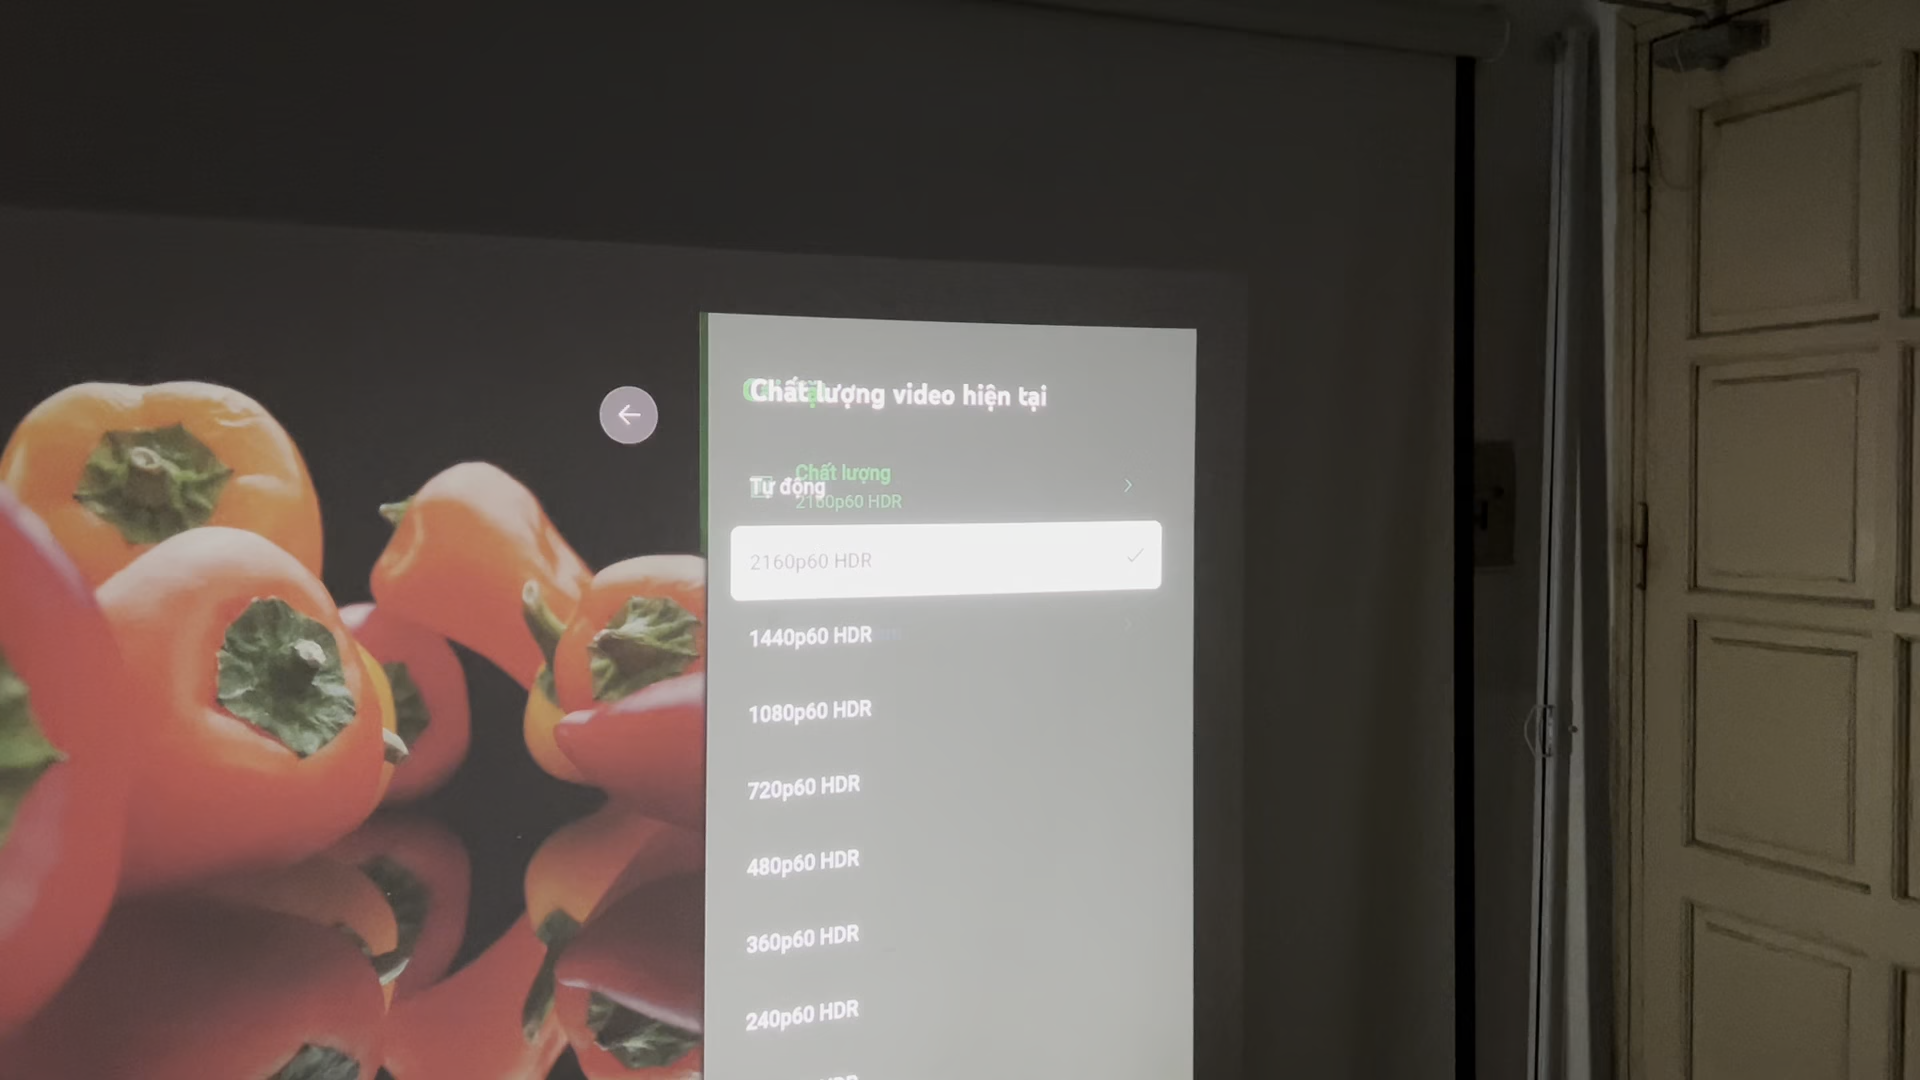 Chất lượng video hiện tại
Chất lượng
Tự động
2160p60 HDR
2160p60 HDR
1440p60 HDR
1080p60 HDR
720p60 HDR
480p60 HDR
360p60 HDR
240p60 HDR